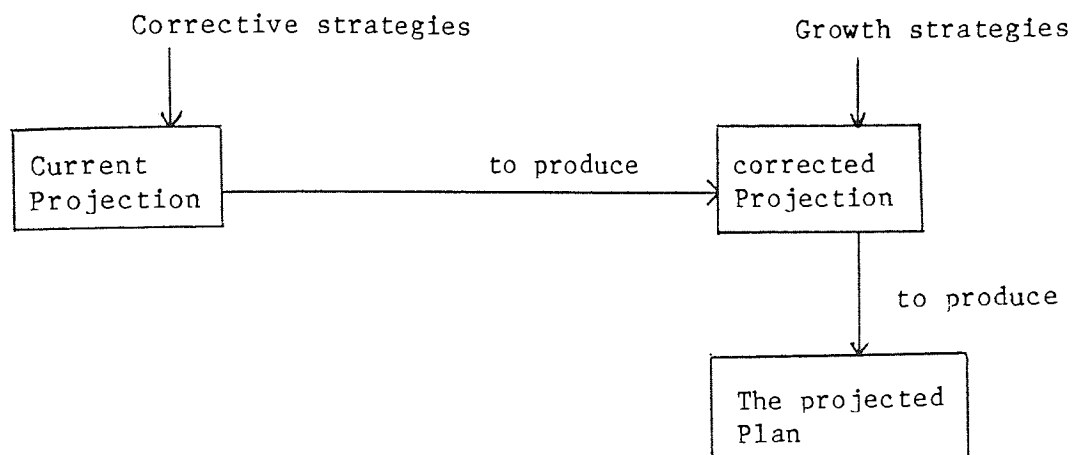 Corrective strategies
Growth strategies
Current
Projection
to produce
corrected
Projection
to produce
The projected
Plan